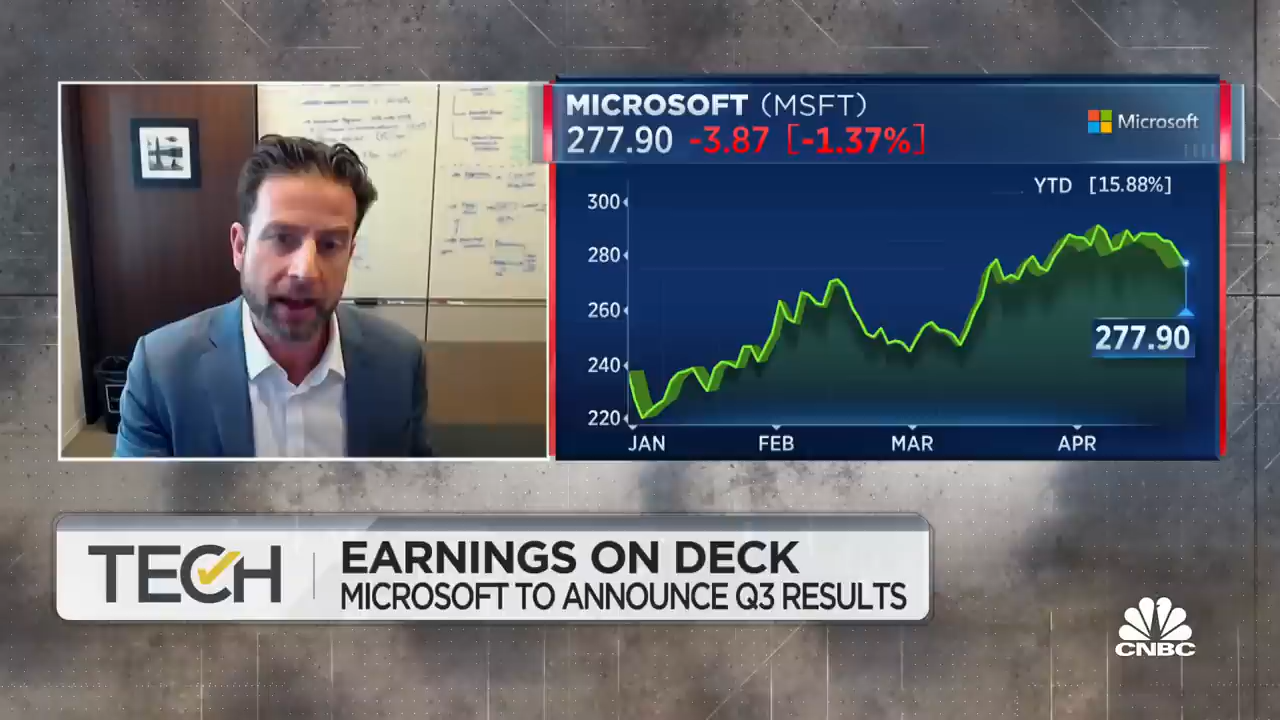 MICROSOFT (MSFT)
277.90 -3.87 [-1.37%]
Microsoft
YTD [15.88%]
300
280
260
240
220
277.90
JAN FEB MAR APR
TECH
EARNINGS ON DECK
MICROSOFT TO ANNOUNCE Q3 RESULTS
CNBC